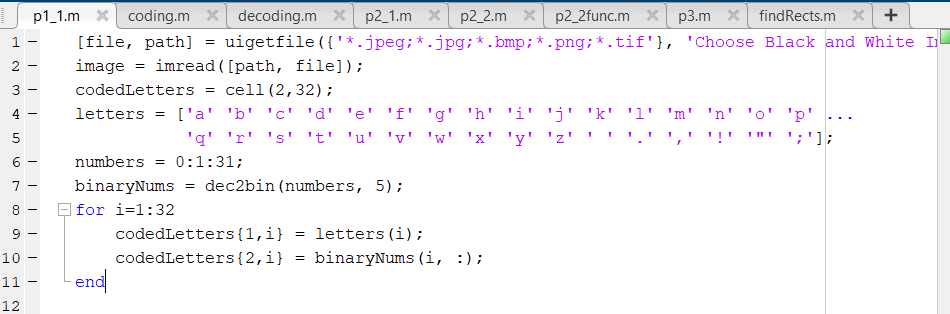 p1_1.m × coding.m × decoding.m × p2_1.m × p2_2.m × p2_2func.m × p3.m × findRects.m × +
1 – [file, path] = uigetfile({'*.jpeg;*.jpg;*.bmp;*.png;*.tif'}, 'Choose Black and White
2 – image = imread([path, file]);
3 – codedLetters = cell(2,32);
4 – letters = ['a' 'b' 'c' 'd' 'e' 'f' 'g' 'h' 'i' 'j' 'k' 'l' 'm' 'n' 'o' 'p' ...
5 'q' 'r' 's' 't' 'u' 'v' 'w' 'x' 'y' 'z' ' ' '.' ',' '!' '"' ';'];
6 – numbers = 0:1:31;
7 – binaryNums = dec2bin(numbers, 5);
8 – for i=1:32
9 – codedLetters{1,i} = letters(i);
10 – codedLetters{2,i} = binaryNums(i, :);
11 – end
12